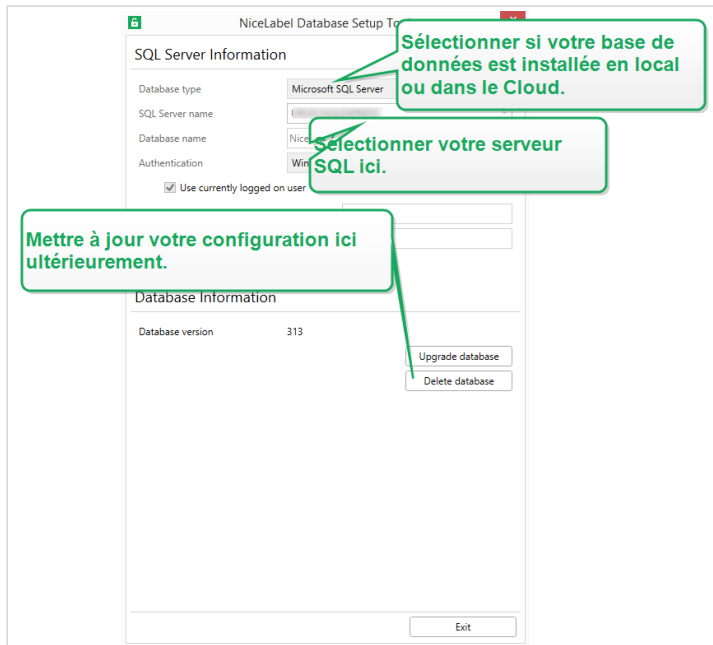 NiceLabel Database Setup
Sélectionner si votre base de
données est installée en local
ou dans le Cloud.
SQL Server Information
Database type
Microsoft SQL Server
SQL Server name
Database name
Sélectionner votre serveur
SQL ici.
Authentication
Use currently logged on user
Mettre à jour votre configuration ici
ultérieurement.
Database Information
Database version
313
Upgrade database
Delete database
Exit